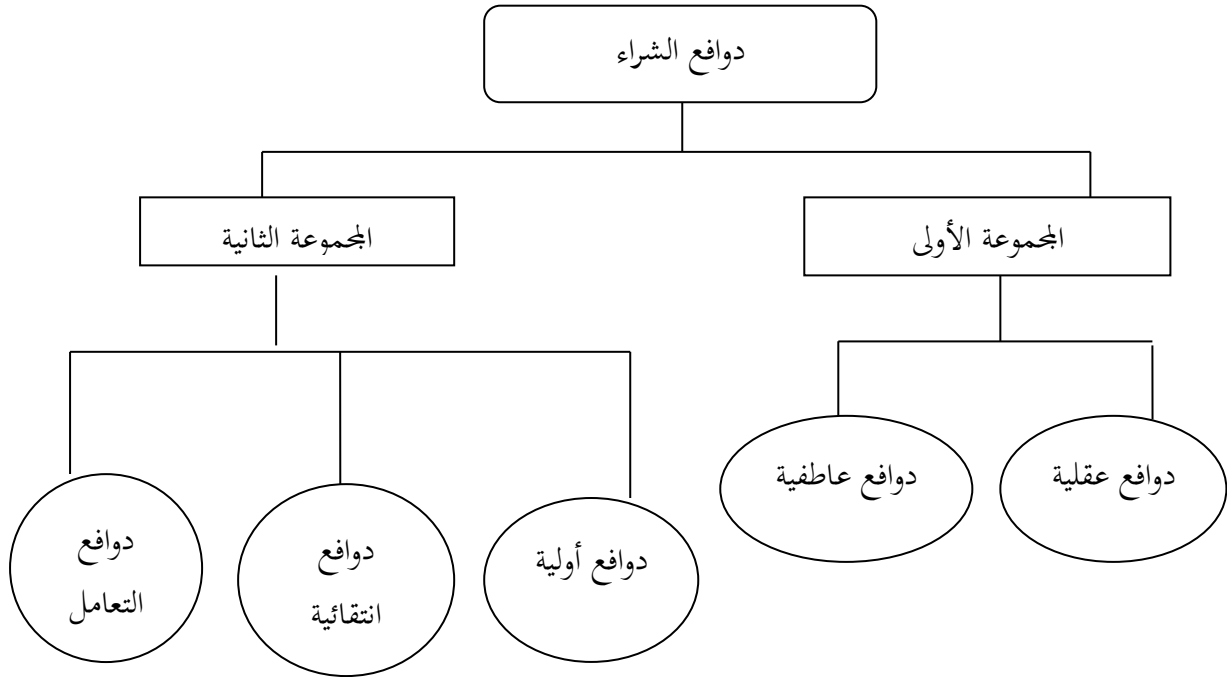 دوافع الشراء
المجموعة الأولى
المجموعة الثانية
دوافع عقلية
دوافع عاطفية
دوافع أولية
دوافع
انتقائية
دوافع
التعامل